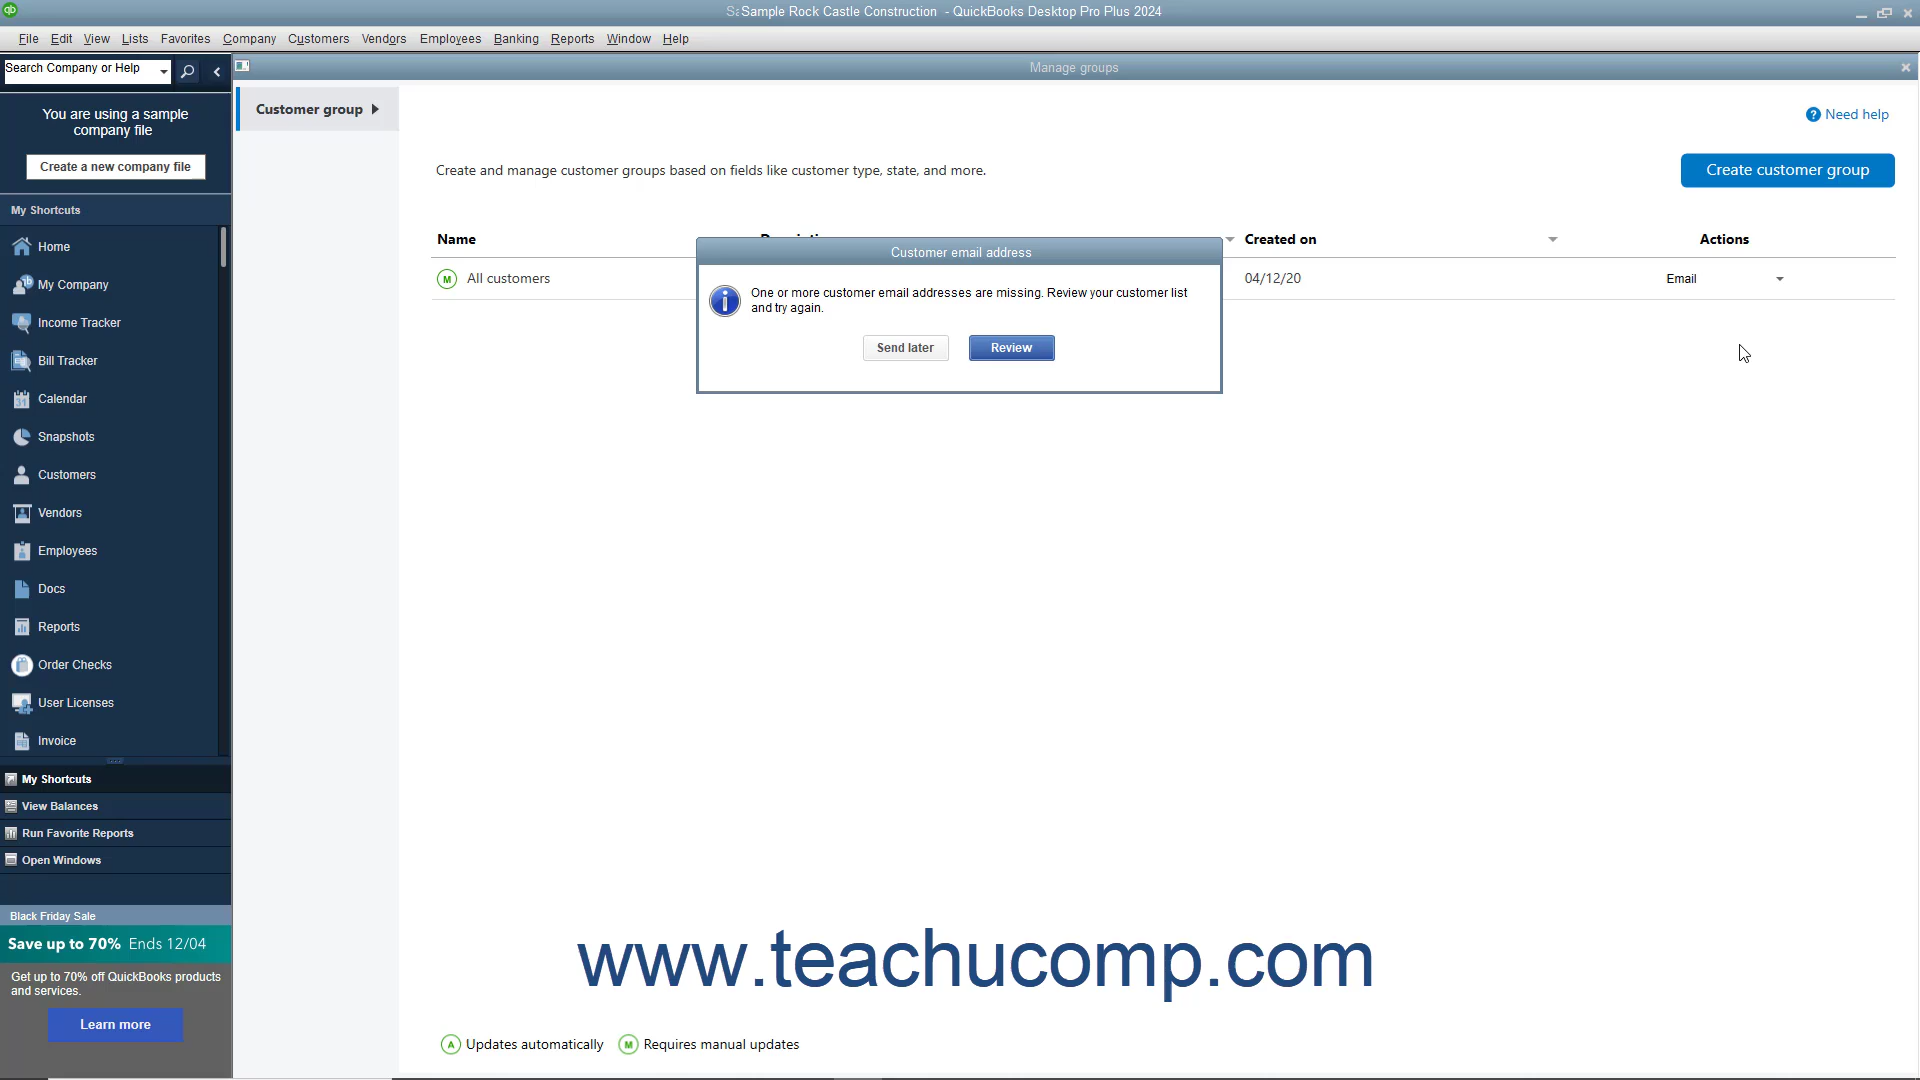 Sample Rock Castle Construction - QuickBooks Desktop Pro Plus 2024
File Edit View Lists Favorites Company Customers Vendors Employees Banking Reports Window Help
Search Company or Help
Manage groups
You are using a sample
company file
Create a new company file
My Shortcuts
Home
My Company
Income Tracker
Bill Tracker
Calendar
Snapshots
Customers
Vendors
Employees
Docs
Reports
Order Checks
User Licenses
Invoice
My Shortcuts
View Balances
Run Favorite Reports
Open Windows
Black Friday Sale
Save up to 70% Ends 12/04
Get up to 70% off QuickBooks products
and services.
Learn more
Customer group
Need help
Create and manage customer groups based on fields like customer type, state, and more.
Create customer group
Name Created on Actions
M All customers 04/12/20 Email
Customer email address
One or more customer email addresses are missing. Review your customer list
and try again.
Send later Review
www.teachucomp.com
A Updates automatically M Requires manual updates